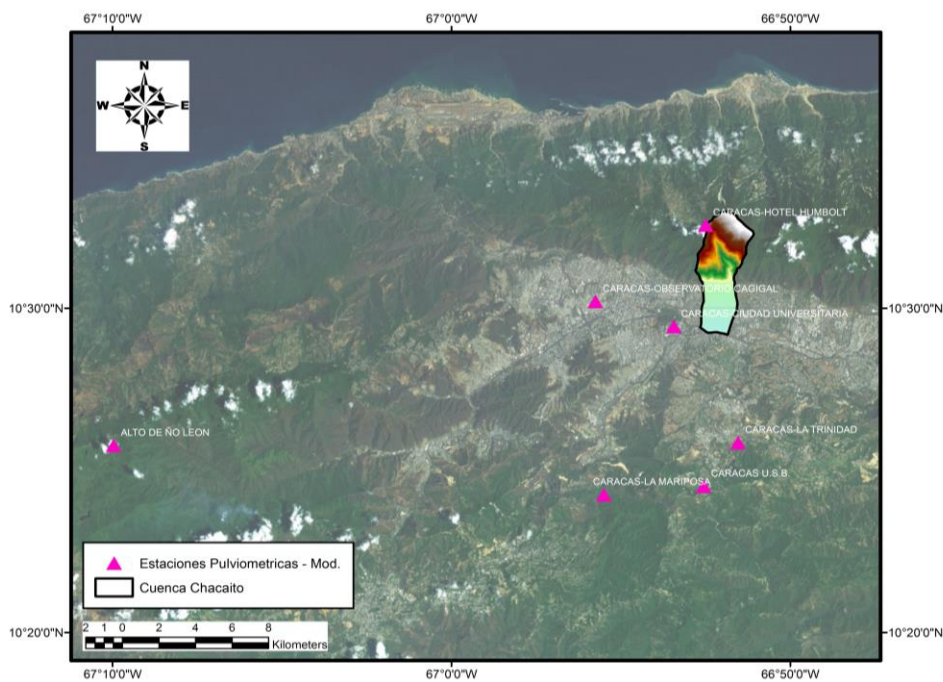 67°10'0"W 67°0'0"W 66°50'0"W
N
W E
S
CARACAS-HOTEL HUMBOLT
CARACAS-OBSERVATORIO CAGIGAL
10°30'0"N 10°30'0"N
CARACAS-CIUDAD UNIVERSITARIA
ALTO DE ÑO LEON
CARACAS-LA TRINIDAD
CARACAS U.S.B.
CARACAS-LA MARIPOSA
Estaciones Pulviometricas - Mod.
Cuenca Chacaito
2 1 0 2 4 6 8
Kilometers
10°20'0"N 10°20'0"N
67°10'0"W 67°0'0"W 66°50'0"W